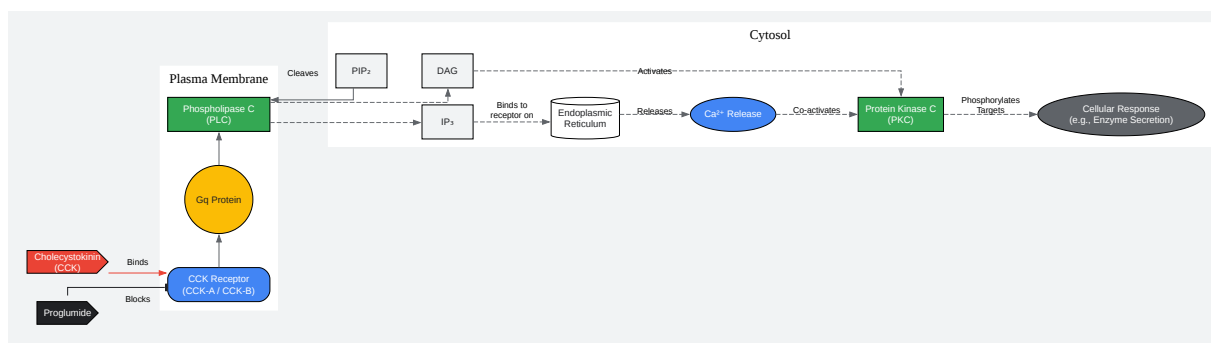 Cytosol
Plasma Membrane
Cleaves
PIP₂
DAG
Activates
Phospholipase C
(PLC)
IP₃
Binds to
receptor on
Endoplasmic
Reticulum
Releases
Ca²⁺ Release
Co-activates
Protein Kinase C
(PKC)
Phosphorylates
Targets
Cellular Response
(e.g., Enzyme Secretion)
Gq Protein
Cholecystokinin
(CCK)
Binds
CCK Receptor
(CCK-A / CCK-B)
Blocks
Proglumide